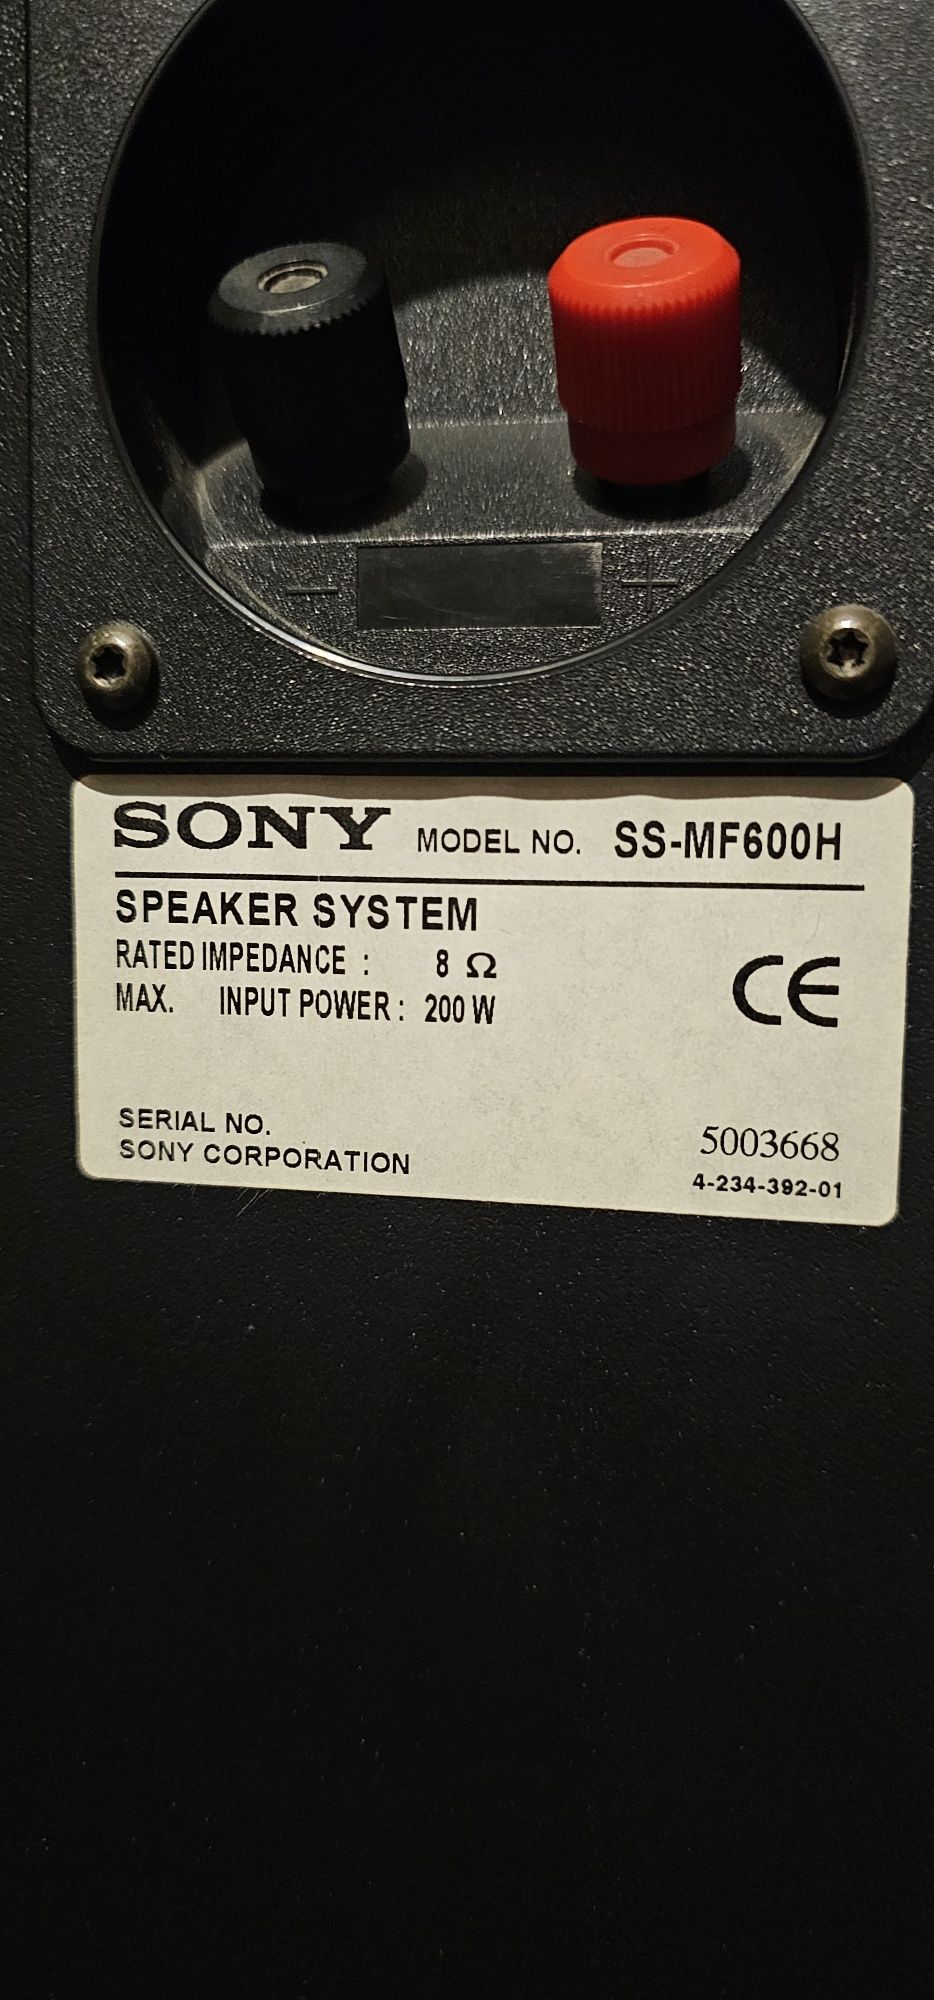 − +
SONY MODEL NO. SS-MF600H
SPEAKER SYSTEM
RATED IMPEDANCE : 8 Ω
MAX. INPUT POWER : 200 W
CE
SERIAL NO. 5003668
SONY CORPORATION 4-234-392-01